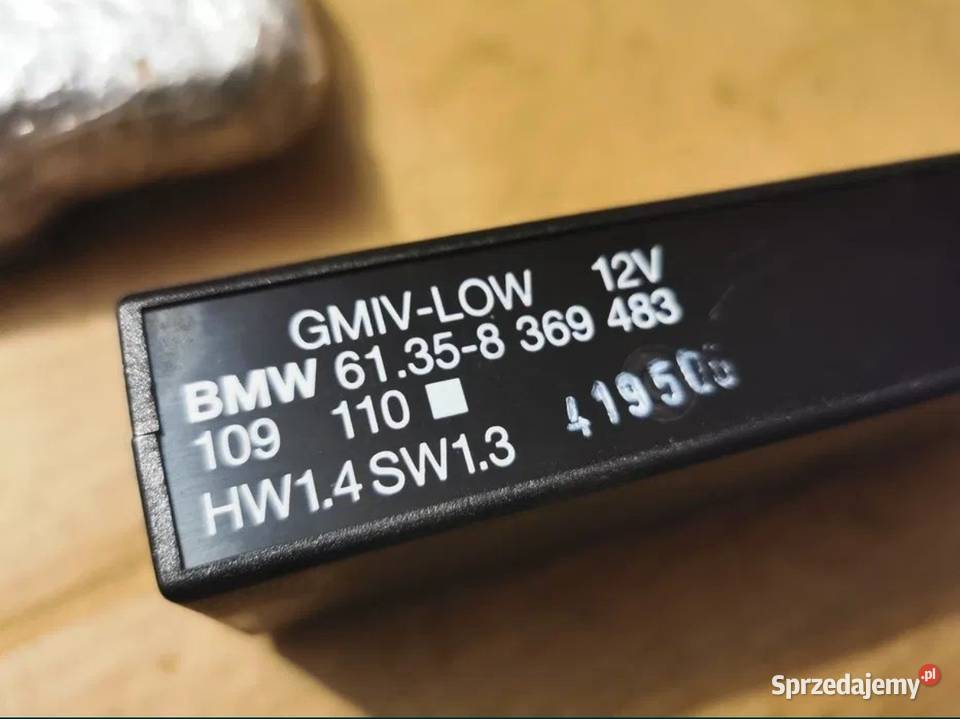 GMIV-LOW 12V
BMW 61.35-8 369 483
109 110
HW1.4 SW1.3
Sprzedajemy.pl